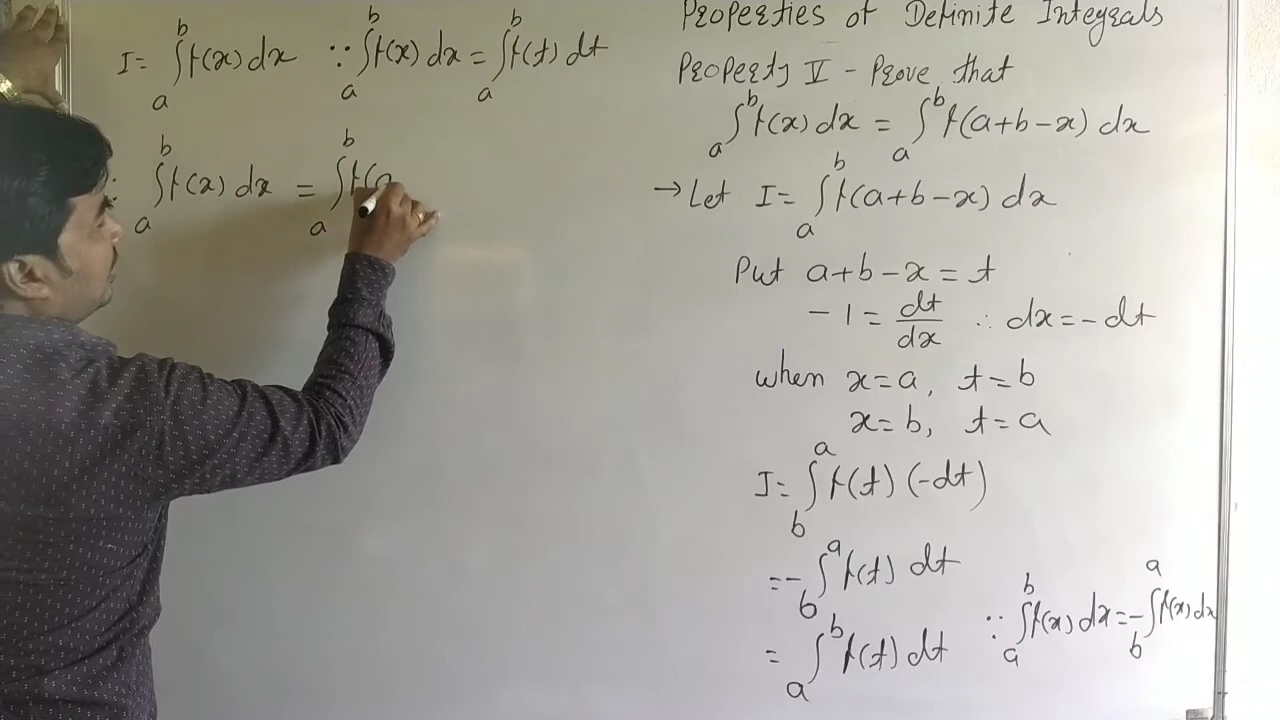 Properties of Definite Integrals
Property V - Prove that
∫_a^b f(x) dx = ∫_a^b f(a+b-x) dx
→ Let I = ∫_a^b f(a+b-x) dx
Put a+b-x = t
-1 = dt/dx ∴ dx = -dt
when x=a, t=b
x=b, t=a
I = ∫_b^a f(t) (-dt)
= - ∫_b^a f(t) dt
= ∫_a^b f(t) dt ∵ ∫_a^b f(x) dx = - ∫_b^a f(x) dx
I = ∫_a^b f(x) dx ∵ ∫_a^b f(x) dx = ∫_a^b f(t) dt
∴ ∫_a^b f(x) dx = ∫_a^b f(a